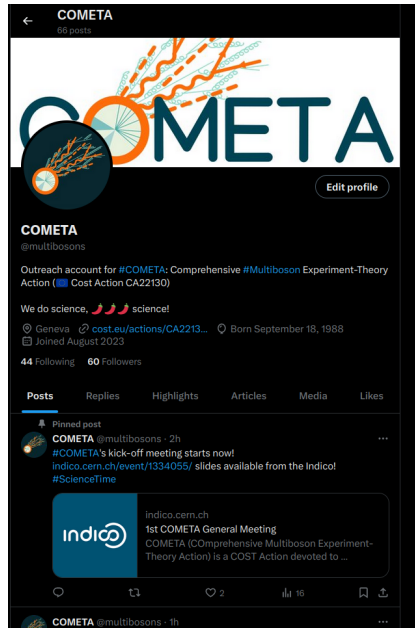 COMETA
66 posts
COMETA
Edit profile
COMETA
@multibosons
Outreach account for #COMETA: Comprehensive #Multiboson Experiment-Theory
Action (🇪🇺 Cost Action CA22130)
We do science, 🌶️🌶️🌶️ science!
Geneva cost.eu/actions/CA2213... Born September 18, 1988
Joined August 2023
44 Following 60 Followers
Posts Replies Highlights Articles Media Likes
Pinned post
COMETA @multibosons · 2h
#COMETA's kick-off meeting starts now!
indico.cern.ch/event/1334055/ slides available from the Indico!
#ScienceTime
indico
indico.cern.ch
1st COMETA General Meeting
COMETA (COmprehensive Multiboson Experiment-
Theory Action) is a COST Action devoted to ...
2 16
COMETA @multibosons · 1h